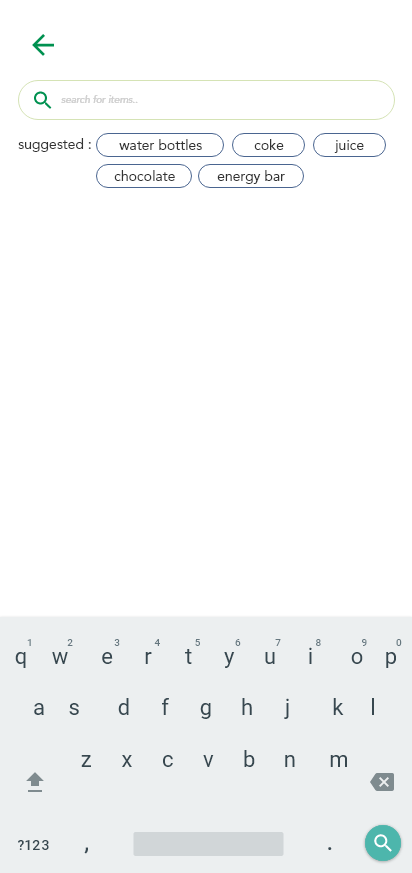 search for items..
suggested : water bottles coke juice
chocolate energy bar
1 2 3 4 5 6 7 8 9 0
q w e r t y u i o p
a s d f g h j k l
z x c v b n m
?123 , .